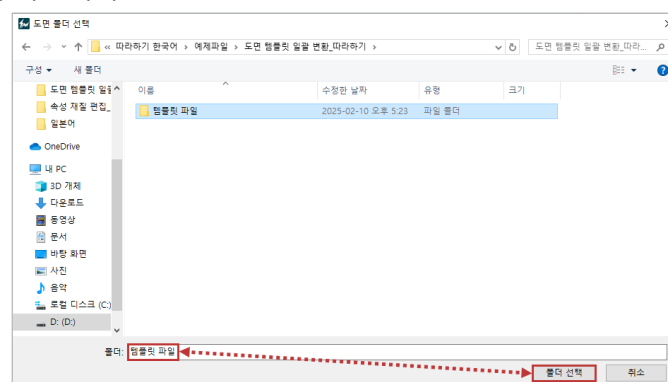 도면 폴더 선택
« 따라하기 한국어 › 예제파일 › 도면 템플릿 일괄 변환_따라하기 ›
도면 템플릿 일괄 변환_따라...
구성 새 폴더
이름 수정한 날짜 유형 크기
도면 템플릿 일괄
템플릿 파일 2025-02-10 오후 5:23 파일 폴더
속성 재질 편집_
일본어
OneDrive
내 PC
3D 개체
다운로드
동영상
문서
바탕 화면
사진
음악
로컬 디스크 (C:)
D: (D:)
폴더: 템플릿 파일
폴더 선택 취소